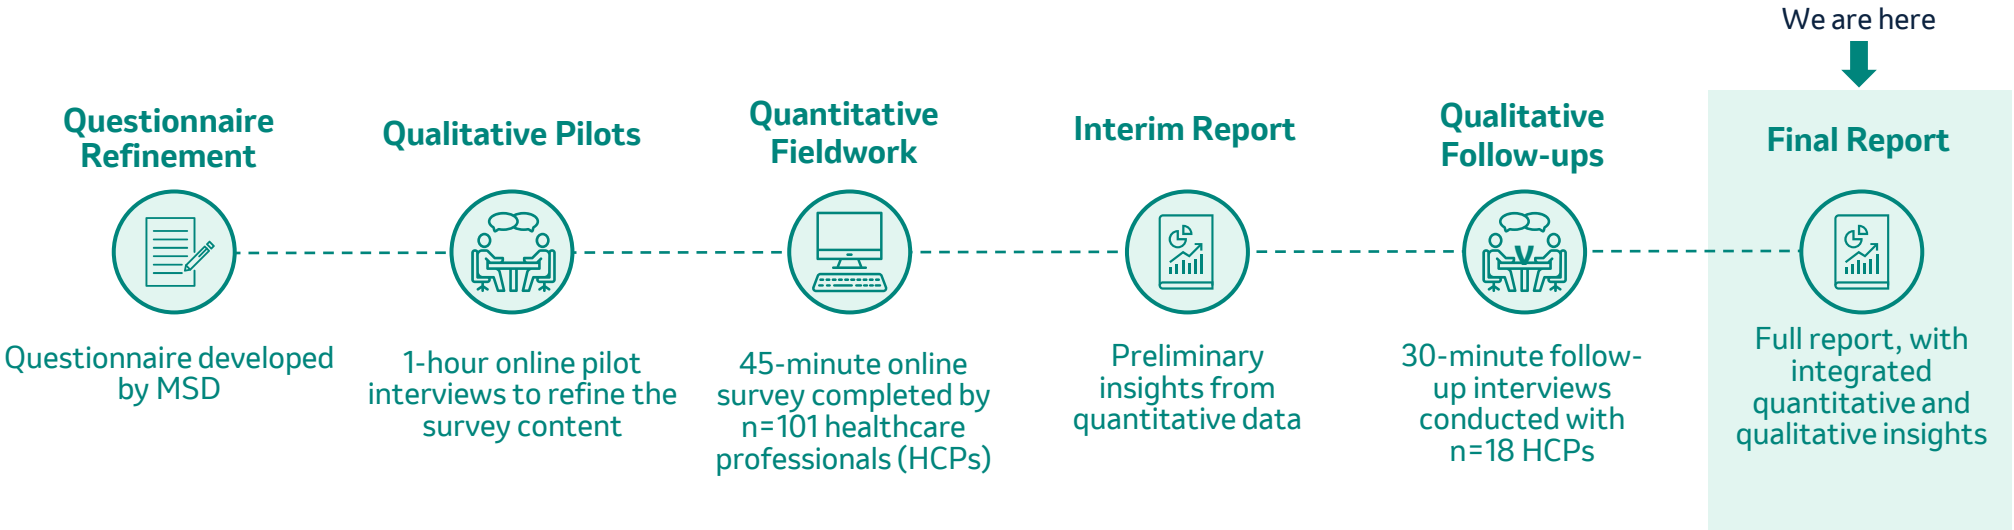 We are here
Questionnaire
Refinement
Questionnaire developed
by MSD
Qualitative Pilots
1-hour online pilot
interviews to refine the
survey content
Quantitative
Fieldwork
45-minute online
survey completed by
n=101 healthcare
professionals (HCPs)
Interim Report
Preliminary
insights from
quantitative data
Qualitative
Follow-ups
V
30-minute follow-
up interviews
conducted with
n=18 HCPs
Final Report
Full report, with
integrated
quantitative and
qualitative insights